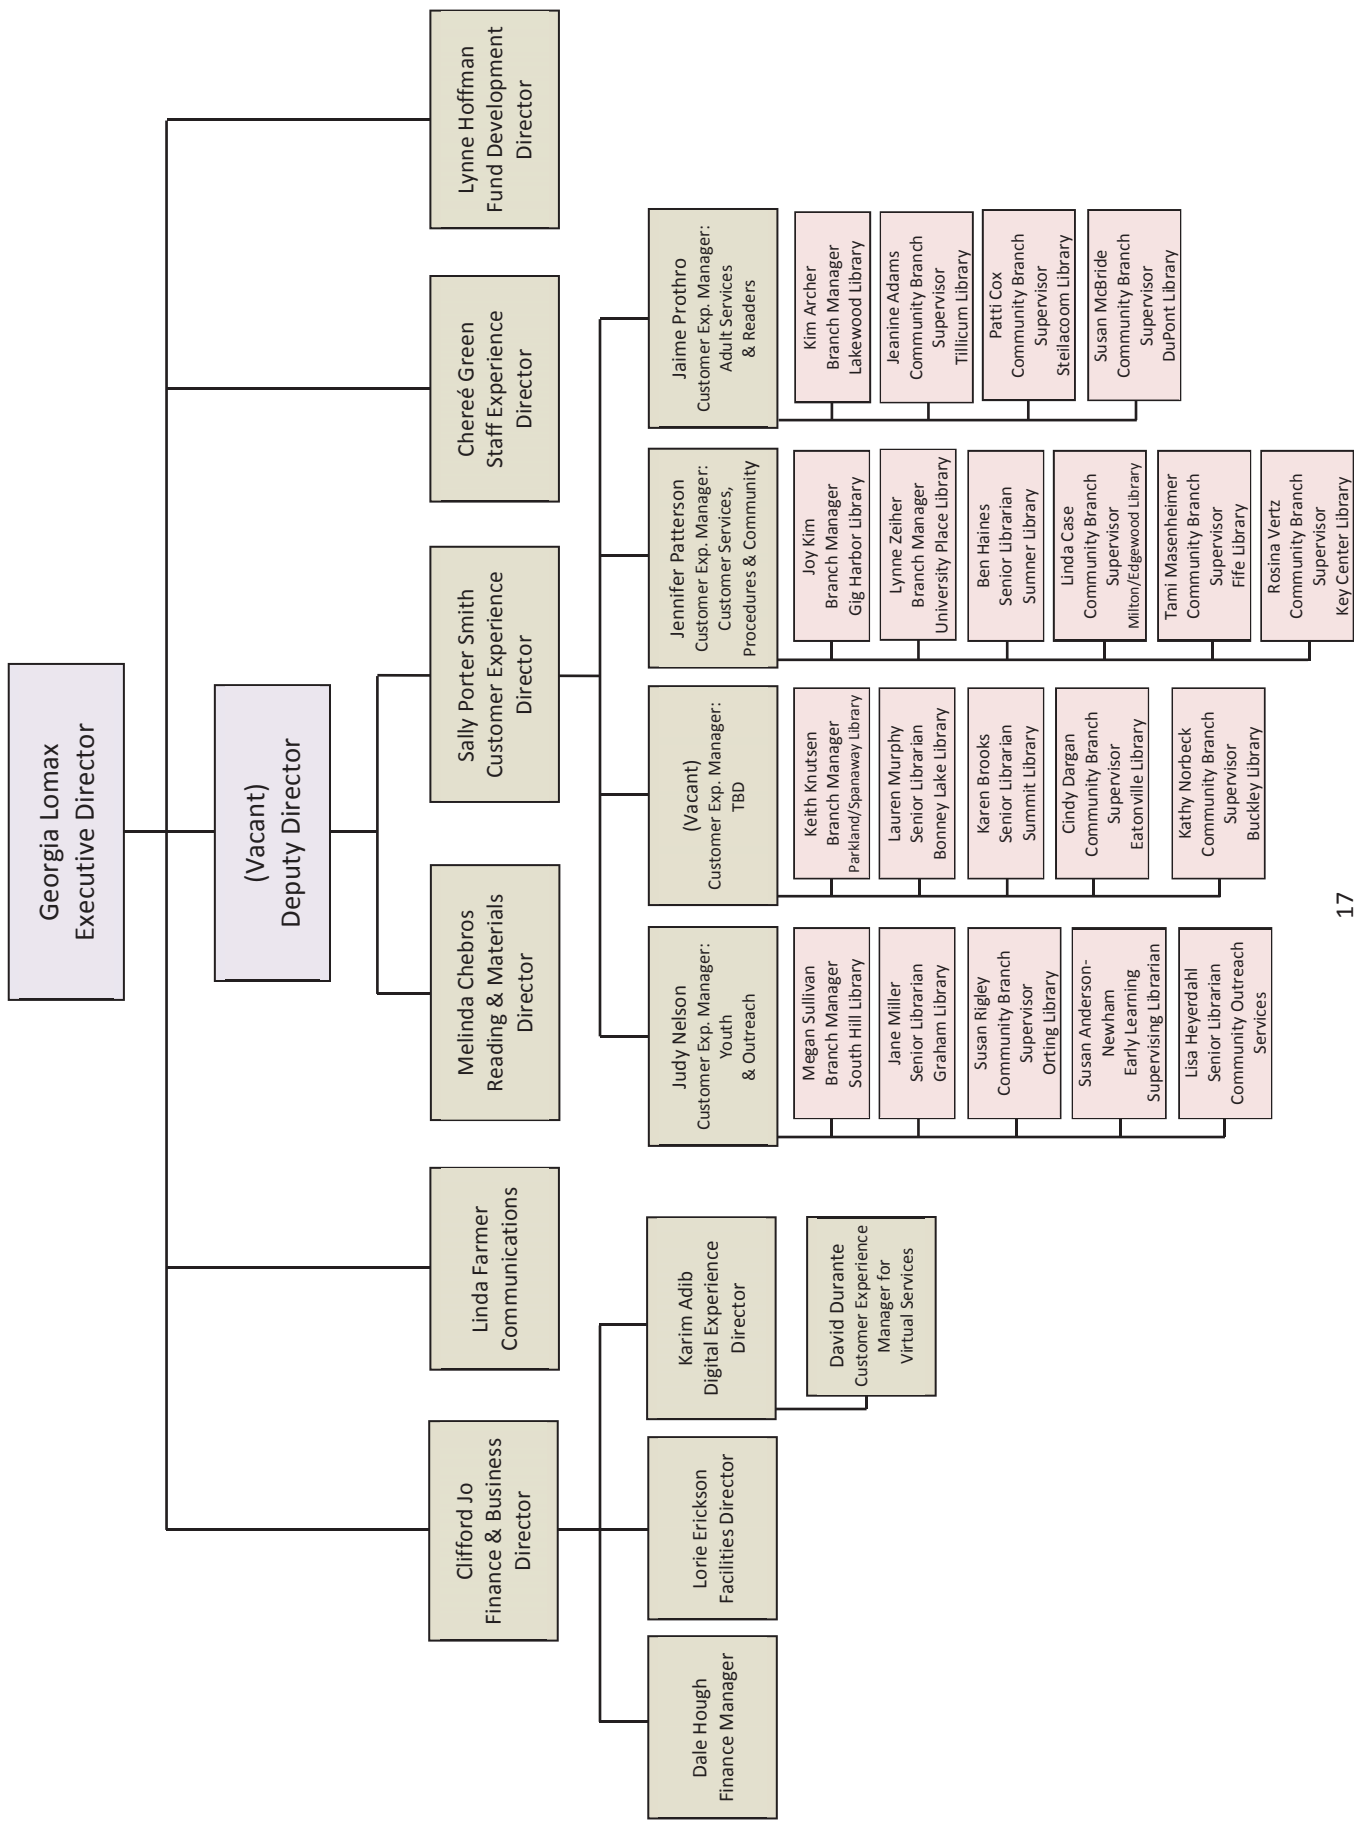 Georgia Lomax
Executive Director
(Vacant)
Deputy Director
Clifford Jo
Finance & Business
Director
Linda Farmer
Communications
Melinda Chebros
Reading & Materials
Director
Sally Porter Smith
Customer Experience
Director
Chereé Green
Staff Experience
Director
Lynne Hoffman
Fund Development
Director
Dale Hough
Finance Manager
Lorie Erickson
Facilities Director
Karim Adib
Digital Experience
Director
David Durante
Customer Experience
Manager for
Virtual Services
Judy Nelson
Customer Exp. Manager:
Youth
& Outreach
Megan Sullivan
Branch Manager
South Hill Library
Jane Miller
Senior Librarian
Graham Library
Susan Rigley
Community Branch
Supervisor
Orting Library
Susan Anderson-
Newham
Early Learning
Supervising Librarian
Lisa Heyerdahl
Senior Librarian
Community Outreach
Services
(Vacant)
Customer Exp. Manager:
TBD
Keith Knutsen
Branch Manager
Parkland/Spanaway Library
Lauren Murphy
Senior Librarian
Bonney Lake Library
Karen Brooks
Senior Librarian
Summit Library
Cindy Dargan
Community Branch
Supervisor
Eatonville Library
Kathy Norbeck
Community Branch
Supervisor
Buckley Library
Jennifer Patterson
Customer Exp. Manager:
Customer Services,
Procedures & Community
Joy Kim
Branch Manager
Gig Harbor Library
Lynne Zeiher
Branch Manager
University Place Library
Ben Haines
Senior Librarian
Sumner Library
Linda Case
Community Branch
Supervisor
Milton/Edgewood Library
Tami Masenheimer
Community Branch
Supervisor
Fife Library
Rosina Vertz
Community Branch
Supervisor
Key Center Library
Jaime Prothro
Customer Exp. Manager:
Adult Services
& Readers
Kim Archer
Branch Manager
Lakewood Library
Jeanine Adams
Community Branch
Supervisor
Tillicum Library
Patti Cox
Community Branch
Supervisor
Steilacoom Library
Susan McBride
Community Branch
Supervisor
DuPont Library
17